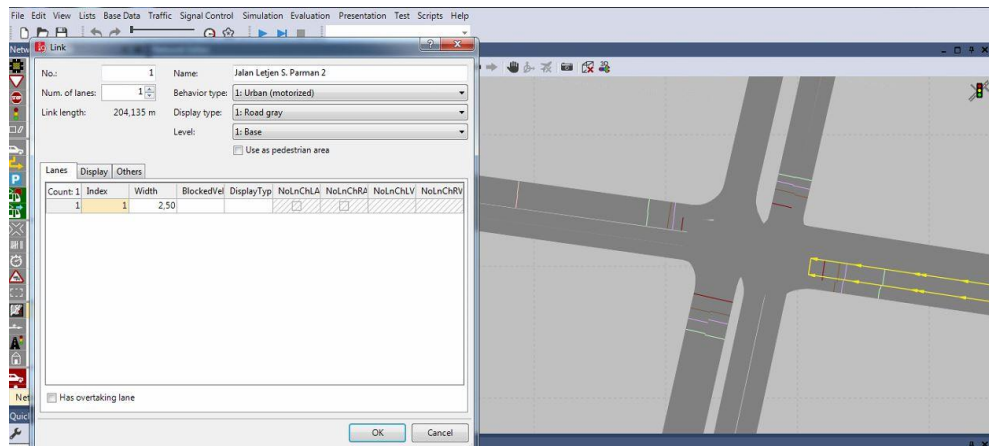 File Edit View Lists Base Data Traffic Signal Control Simulation Evaluation Presentation Test Scripts Help
Link
No.: 1 Name: Jalan Letjen S. Parman 2
Num. of lanes: 1 Behavior type: 1: Urban (motorized)
Link length: 204,135 m Display type: 1: Road gray
Level: 1: Base
Use as pedestrian area
Lanes Display Others
Count: 1 Index Width BlockedVel DisplayTyp NoLnChLA NoLnChRA NoLnChLV NoLnChRV
1 1 2,50
Has overtaking lane
OK Cancel